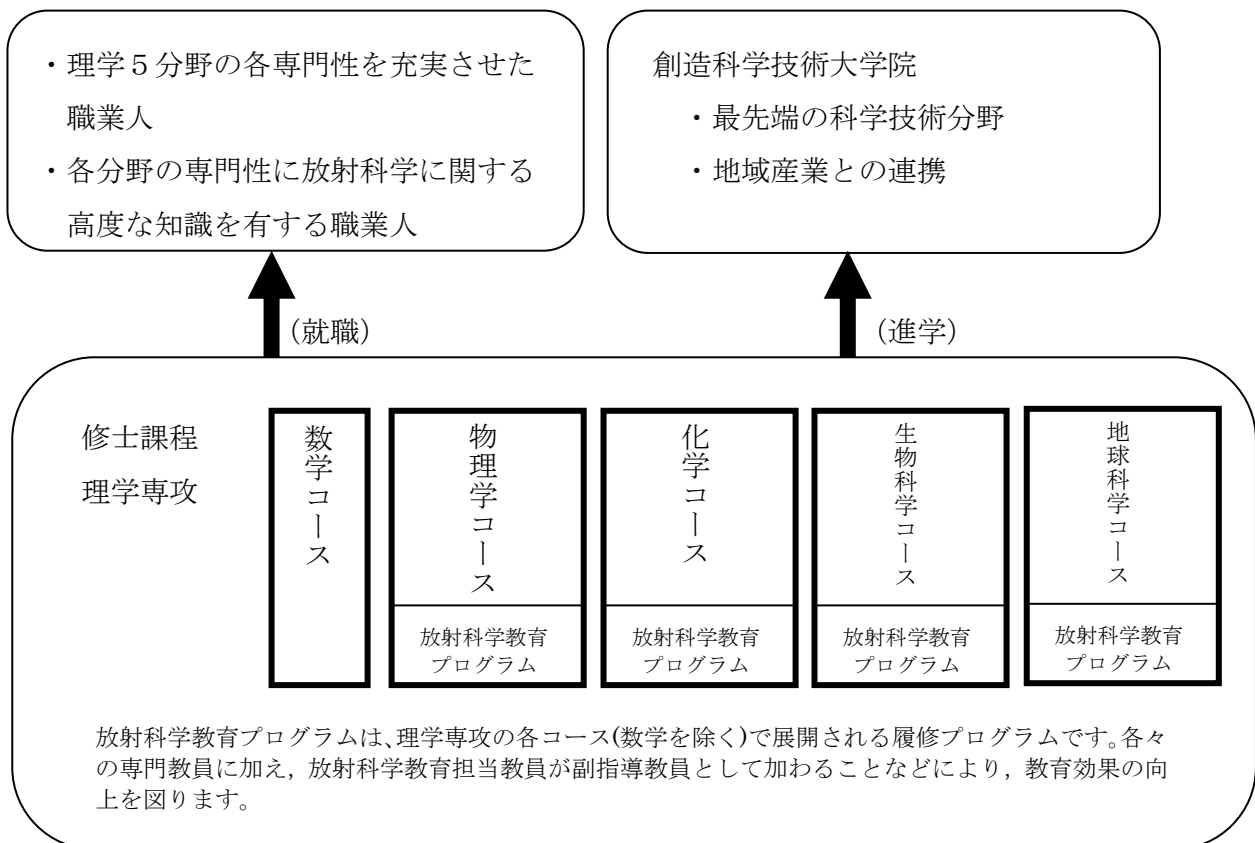 ・理学５分野の各専門性を充実させた
職業人
・各分野の専門性に放射科学に関する
高度な知識を有する職業人
創造科学技術大学院
・最先端の科学技術分野
・地域産業との連携
(就職)
(進学)
修士課程
理学専攻
数学コース
物理学コース
化学コース
生物科学コース
地球科学コース
放射科学教育
プログラム
放射科学教育
プログラム
放射科学教育
プログラム
放射科学教育
プログラム
放射科学教育プログラムは、理学専攻の各コース(数学を除く)で展開される履修プログラムです。各々
の専門教員に加え，放射科学教育担当教員が副指導教員として加わることなどにより，教育効果の向
上を図ります。